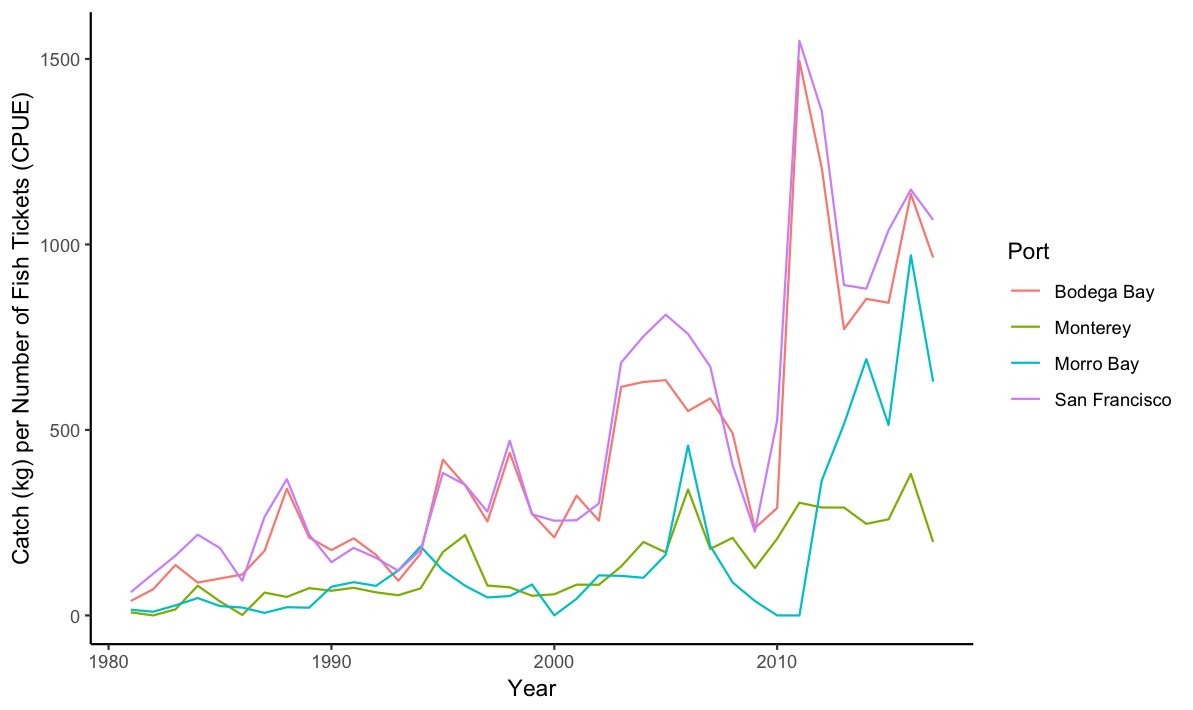 Catch (kg) per Number of Fish Tickets (CPUE)
1500
1000
500
0
1980
1990
2000
2010
Year
Port
Bodega Bay
Monterey
Morro Bay
San Francisco